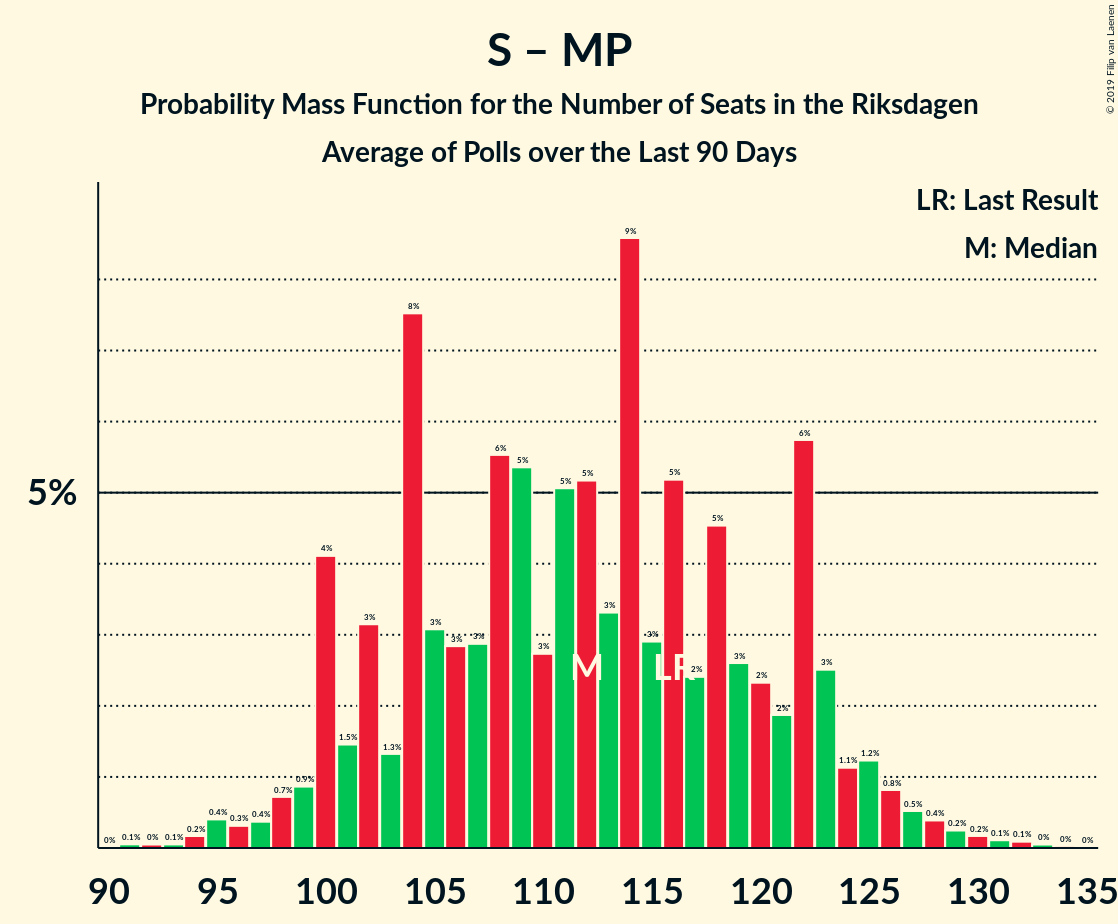 S – MP
Probability Mass Function for the Number of Seats in the Riksdagen
Average of Polls over the Last 90 Days
© 2019 Filip van Laenen
LR: Last Result
M: Median
5%
0% 0.1% 0% 0.1% 0.2% 0.4% 0.3% 0.4% 0.7% 0.9% 4% 1.5% 3% 1.3% 8% 3% 3% 3% 6% 5% 3% 5% 5% 3% 9% 3% 5% 2% 5% 3% 2% 2% 6% 3% 1.1% 1.2% 0.8% 0.5% 0.4% 0.2% 0.2% 0.1% 0.1% 0% 0% 0%
M LR
90 95 100 105 110 115 120 125 130 135